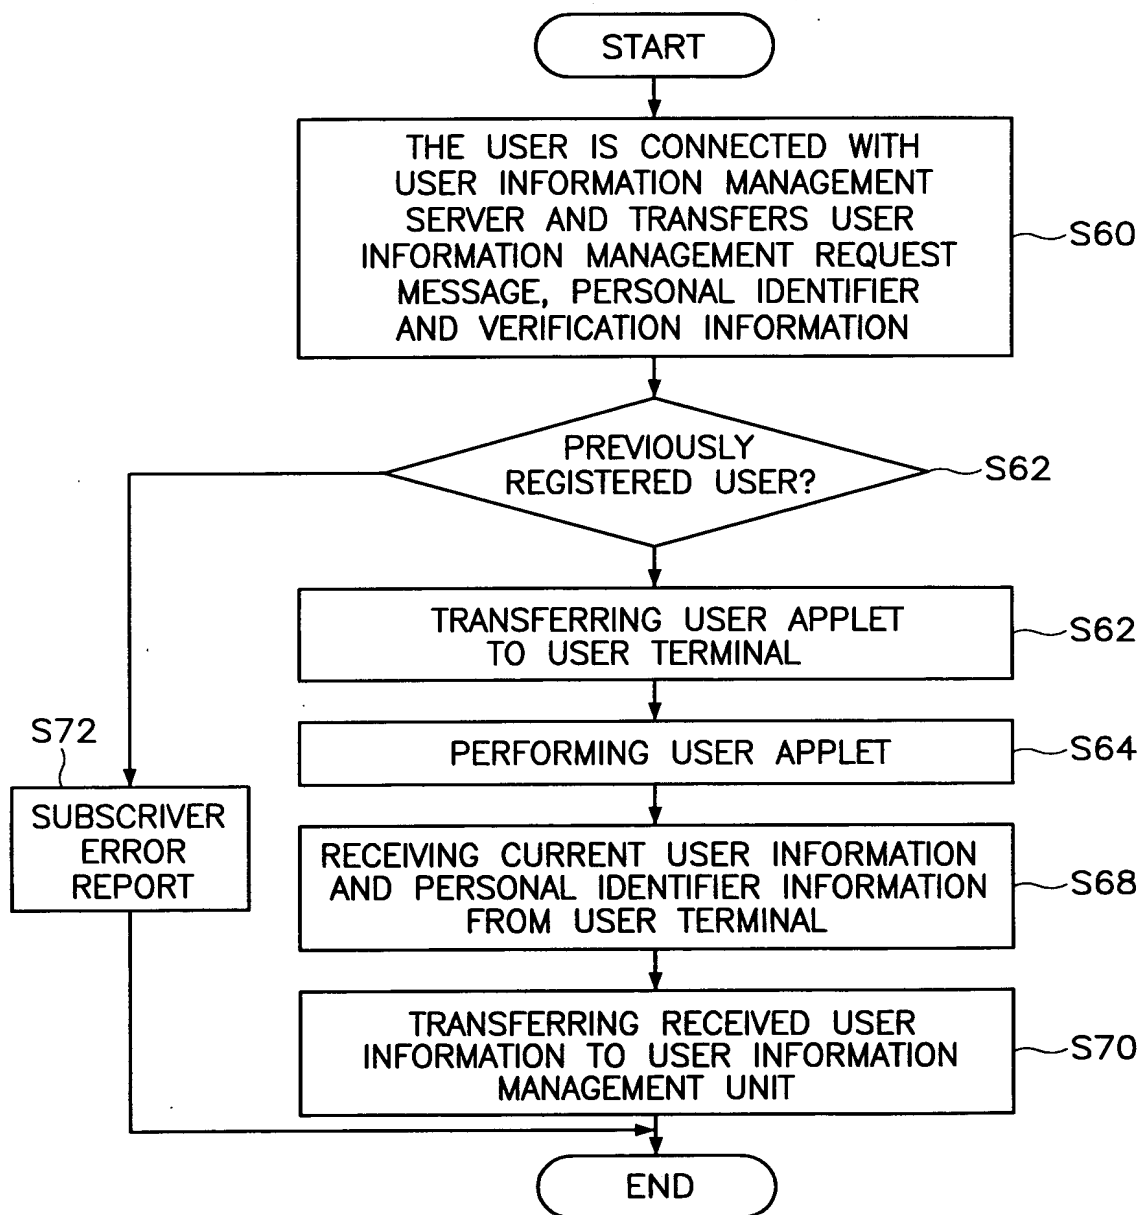 START
THE USER IS CONNECTED WITH
USER INFORMATION MANAGEMENT
SERVER AND TRANSFERS USER
INFORMATION MANAGEMENT REQUEST
MESSAGE, PERSONAL IDENTIFIER
AND VERIFICATION INFORMATION
S60
PREVIOUSLY
REGISTERED USER?
S62
TRANSFERRING USER APPLET
TO USER TERMINAL
S62
PERFORMING USER APPLET
S64
S72
SUBSCRIVER
ERROR
REPORT
RECEIVING CURRENT USER INFORMATION
AND PERSONAL IDENTIFIER INFORMATION
FROM USER TERMINAL
S68
TRANSFERRING RECEIVED USER
INFORMATION TO USER INFORMATION
MANAGEMENT UNIT
S70
END